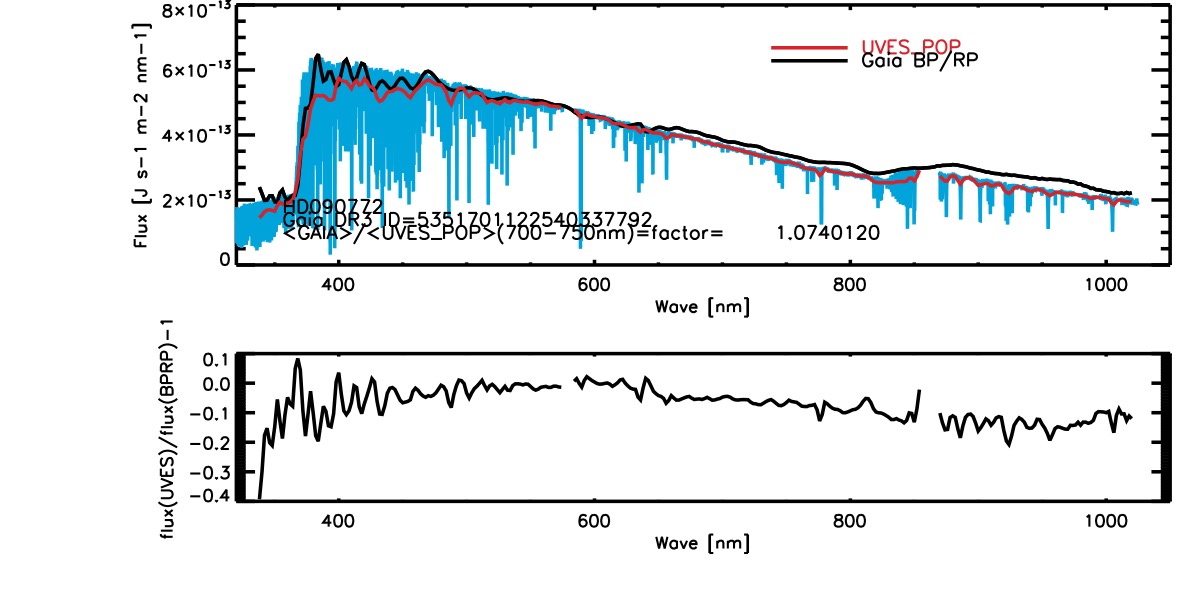 8×10⁻¹³
6×10⁻¹³
4×10⁻¹³
2×10⁻¹³
0
Flux [J s−1 m−2 nm−1]
UVES_POP
Gaia BP/RP
HD090772
Gaia DR3 ID=5351701122540337792
<GAIA>/<UVES_POP>(700−750nm)=factor= 1.0740120
400 600 800 1000
Wave [nm]
0.1
0.0
−0.1
−0.2
−0.3
−0.4
flux(UVES)/flux(BPRP)−1
400 600 800 1000
Wave [nm]